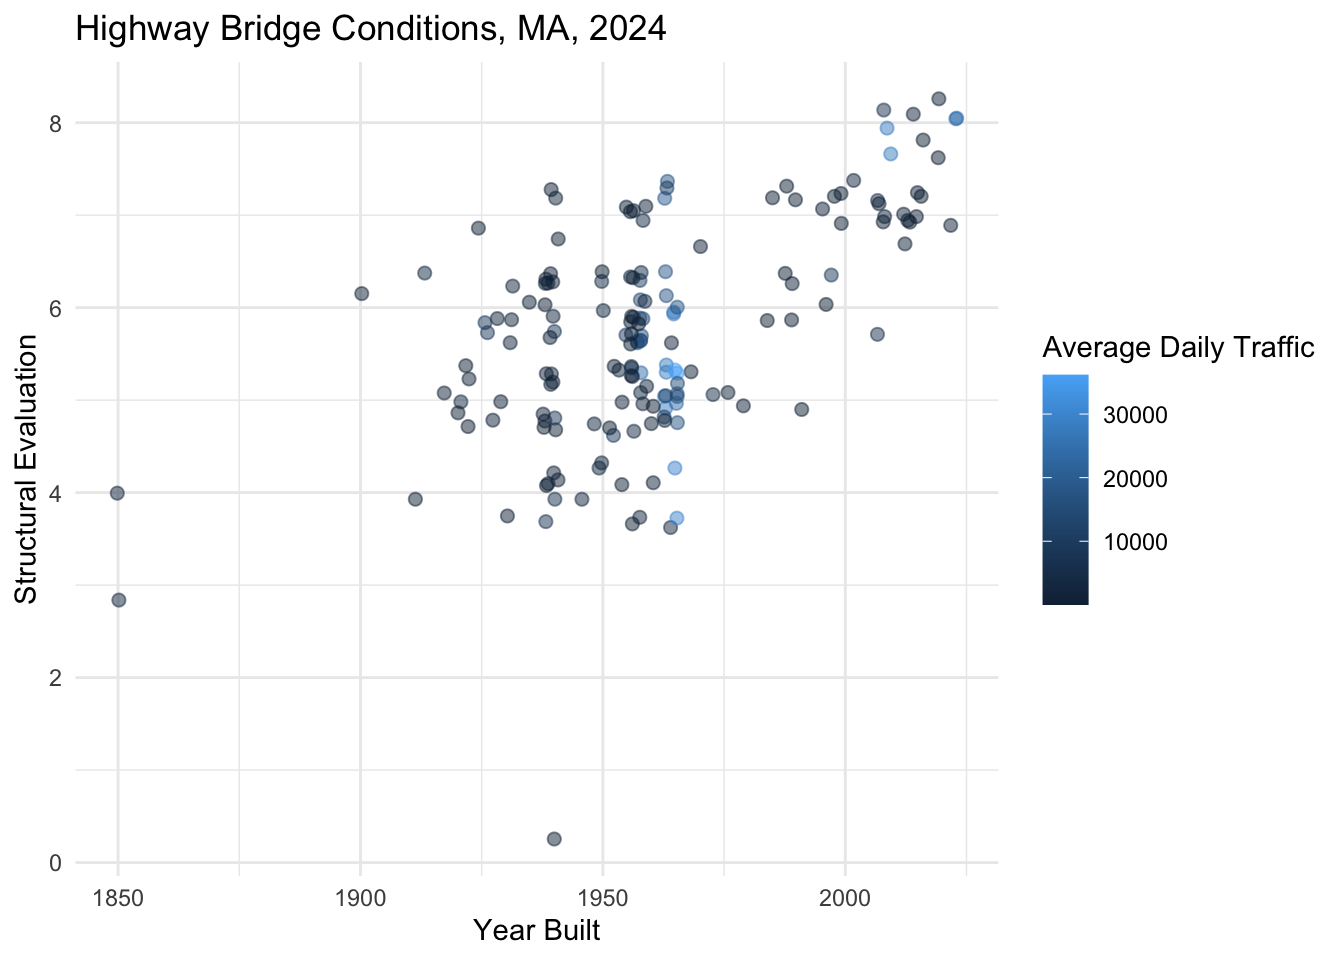 Highway Bridge Conditions, MA, 2024
8
6
4
2
0
Structural Evaluation
1850 1900 1950 2000
Year Built
Average Daily Traffic
30000
20000
10000